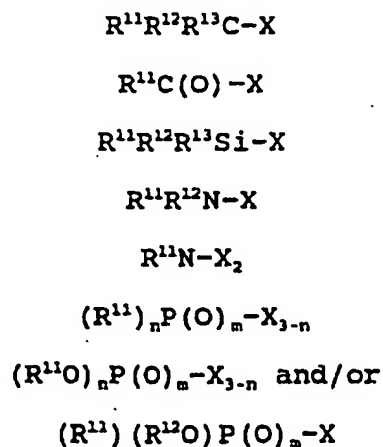 R¹¹R¹²R¹³C-X
R¹¹C(O)-X
R¹¹R¹²R¹³Si-X
R¹¹R¹²N-X
R¹¹N-X₂
(R¹¹)ₙP(O)ₘ-X₃₋ₙ
(R¹¹O)ₙP(O)ₘ-X₃₋ₙ and/or
(R¹¹)(R¹²O)P(O)ₘ-X